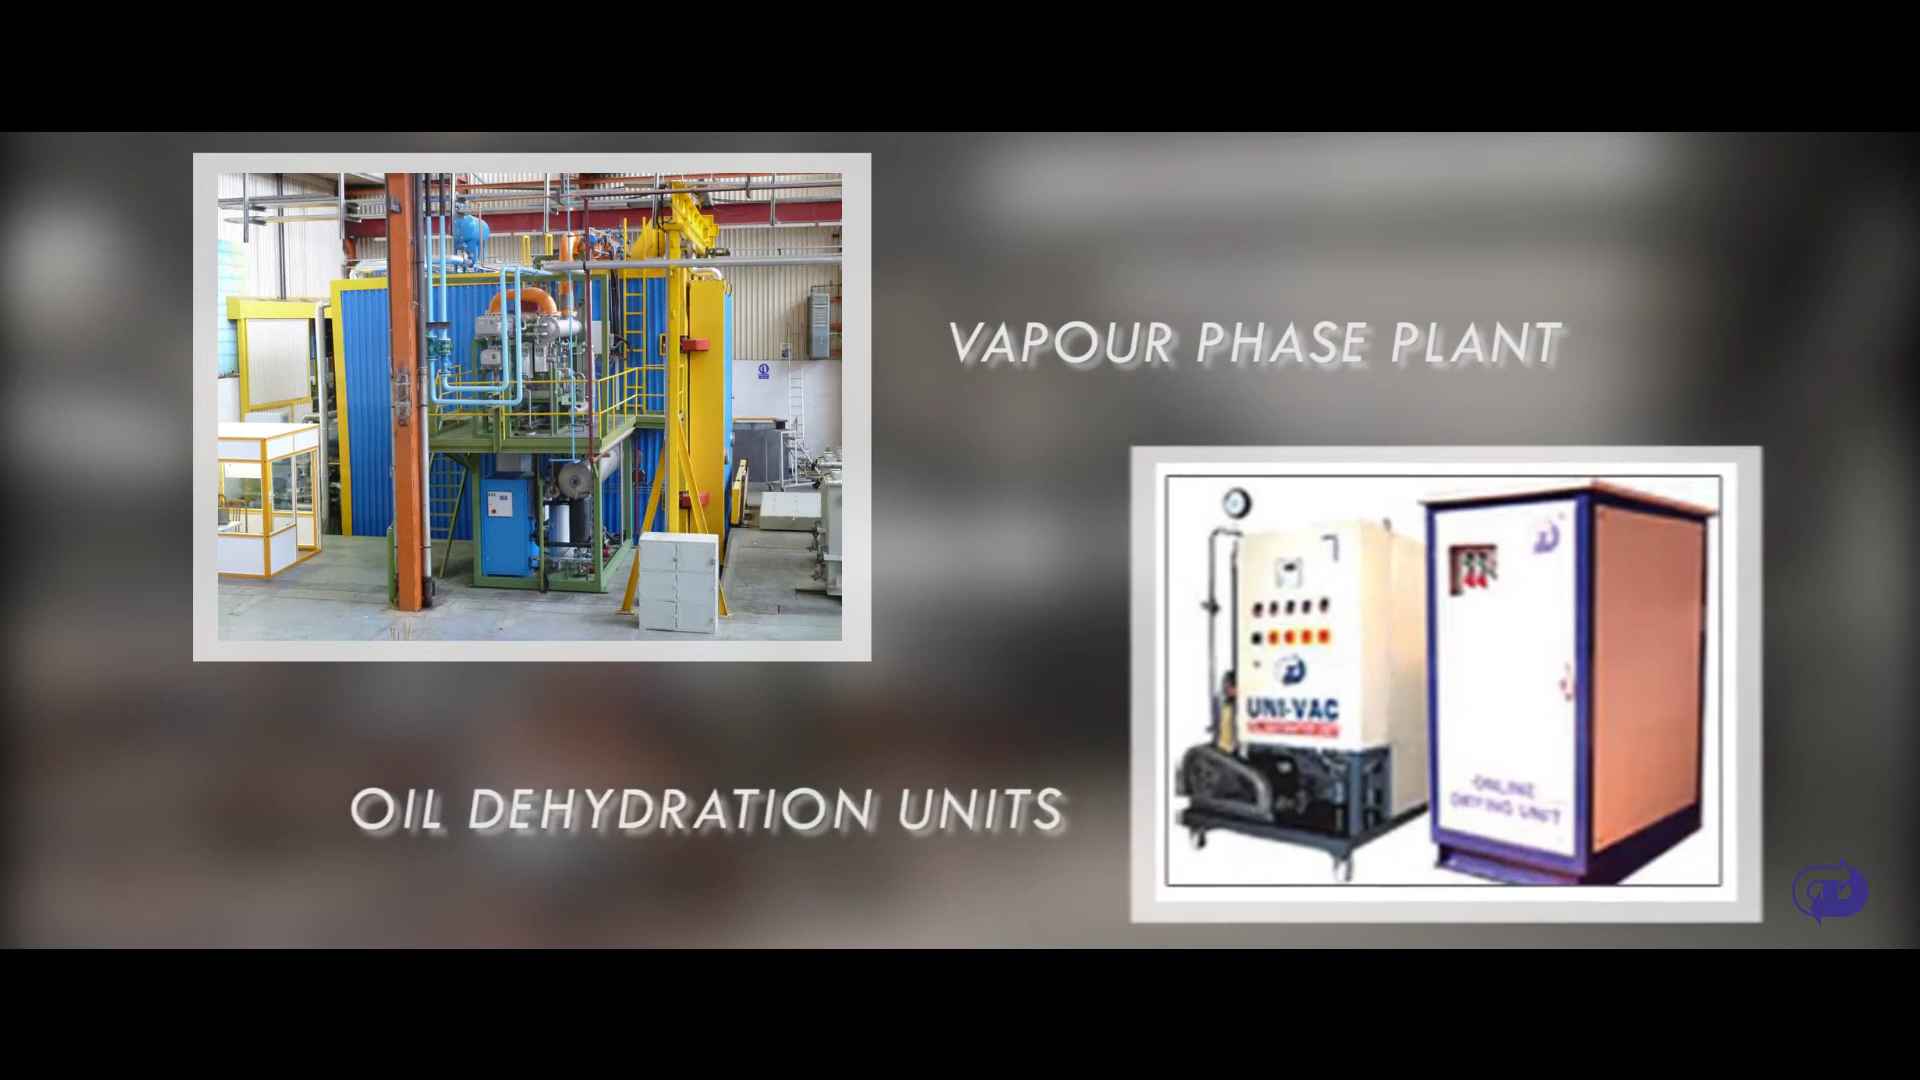 VAPOUR PHASE PLANT
UNI-VAC
ONLINE
DRYING UNIT
OIL DEHYDRATION UNITS